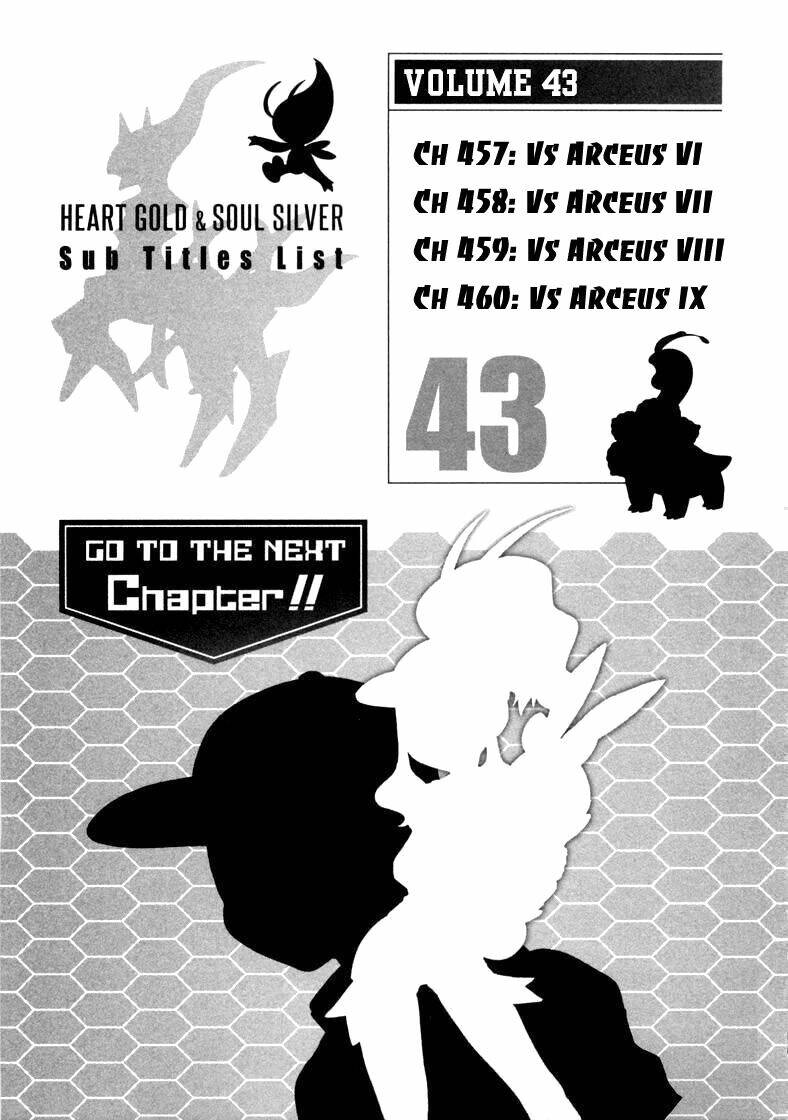 HEART GOLD & SOUL SILVER
Sub Titles List
VOLUME 43
CH 457: VS ARCEUS VI
CH 458: VS ARCEUS VII
CH 459: VS ARCEUS VIII
CH 460: VS ARCEUS IX
43
GO TO THE NEXT
Chapter!!